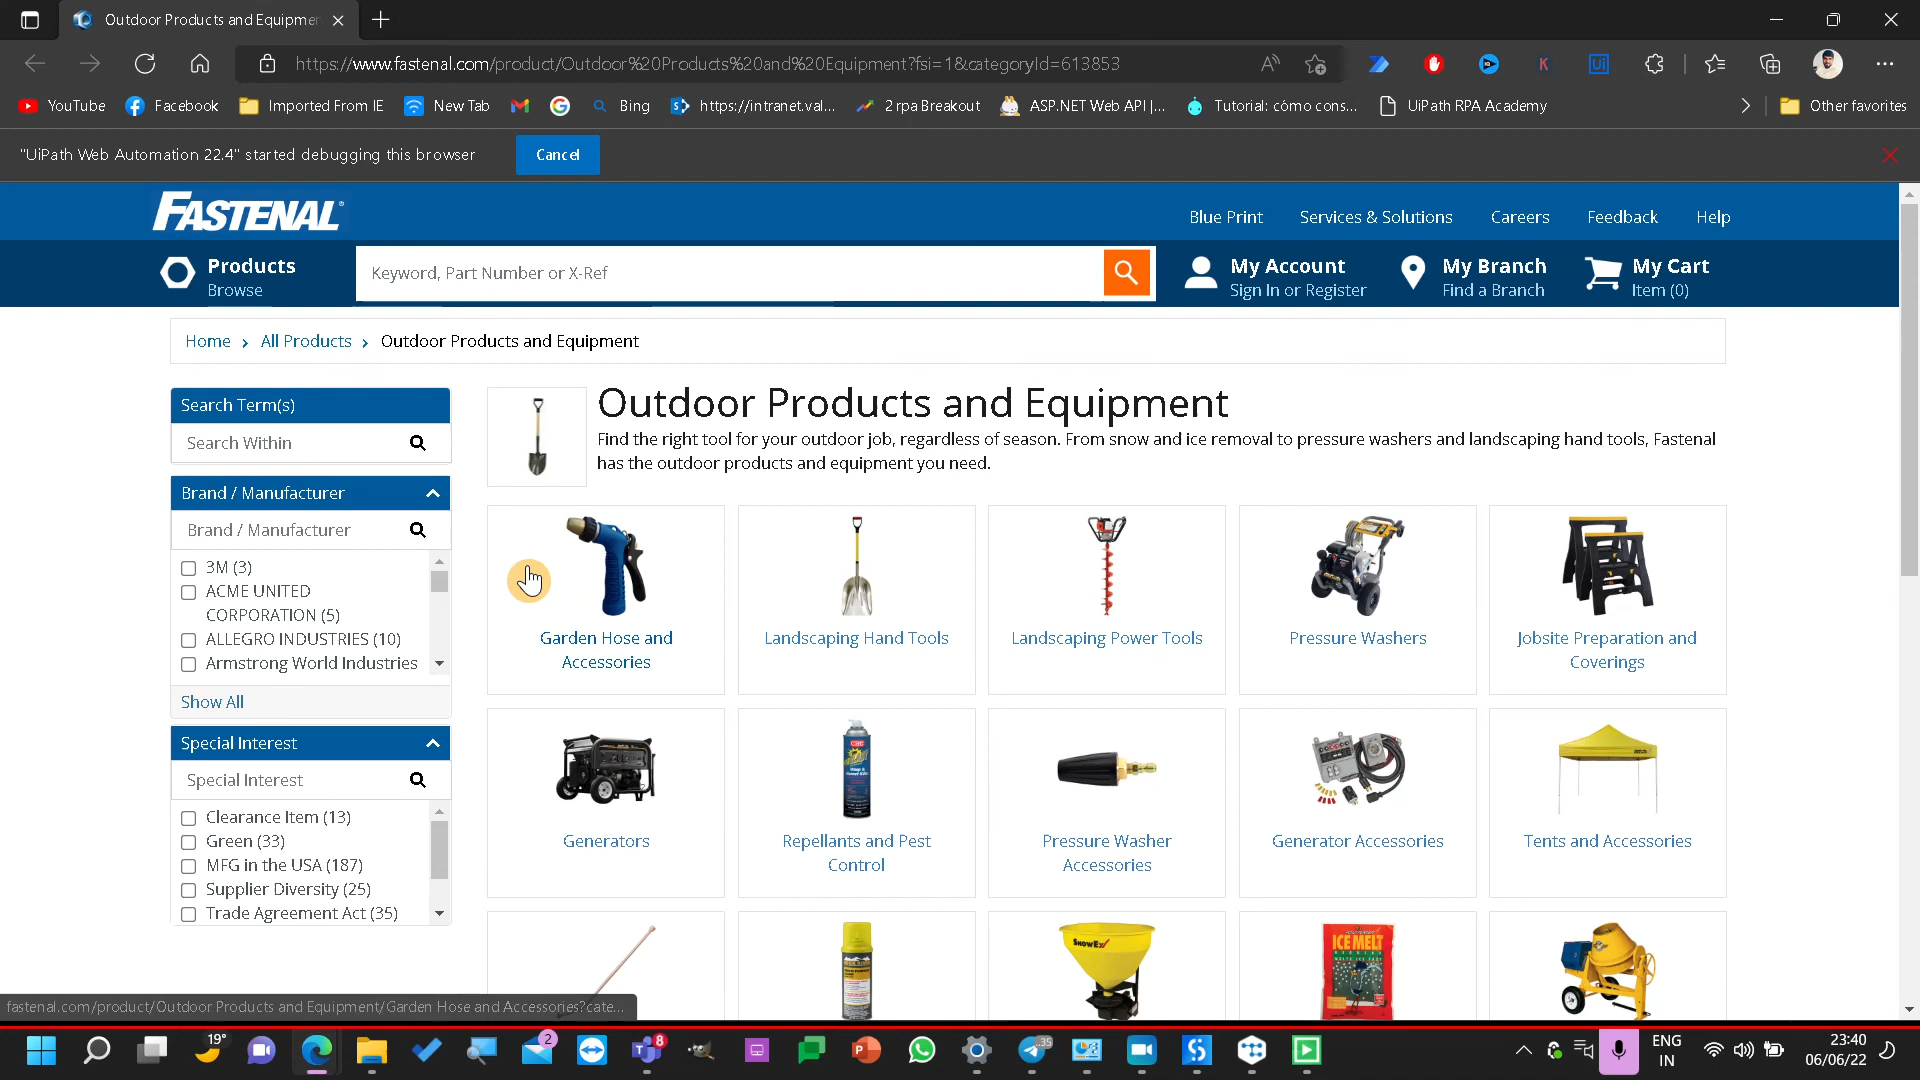 Outdoor Products and Equipmen
https://www.fastenal.com/product/Outdoor%20Products%20and%20Equipment?fsi=1&categoryId=613853
YouTube
Facebook
Imported From IE
New Tab
Bing
https://intranet.val...
2 rpa Breakout
ASP.NET Web API |...
Tutorial: cómo cons...
UiPath RPA Academy
Other favorites
"UiPath Web Automation 22.4" started debugging this browser
Cancel
FASTENAL
Blue Print
Services & Solutions
Careers
Feedback
Help
Products
Browse
Keyword, Part Number or X-Ref
My Account
Sign In or Register
My Branch
Find a Branch
My Cart
Item (0)
Home › All Products › Outdoor Products and Equipment
Search Term(s)
Search Within
Brand / Manufacturer
Brand / Manufacturer
3M (3)
ACME UNITED
CORPORATION (5)
ALLEGRO INDUSTRIES (10)
Armstrong World Industries
Show All
Special Interest
Special Interest
Clearance Item (13)
Green (33)
MFG in the USA (187)
Supplier Diversity (25)
Trade Agreement Act (35)
Outdoor Products and Equipment
Find the right tool for your outdoor job, regardless of season. From snow and ice removal to pressure washers and landscaping hand tools, Fastenal
has the outdoor products and equipment you need.
Garden Hose and
Accessories
Landscaping Hand Tools
Landscaping Power Tools
Pressure Washers
Jobsite Preparation and
Coverings
Generators
Repellants and Pest
Control
Pressure Washer
Accessories
Generator Accessories
Tents and Accessories
SNOWEX
ICE MELT
fastenal.com/product/Outdoor Products and Equipment/Garden Hose and Accessories?cate...
19°
2
8
35
ENG
IN
23:40
06/06/22